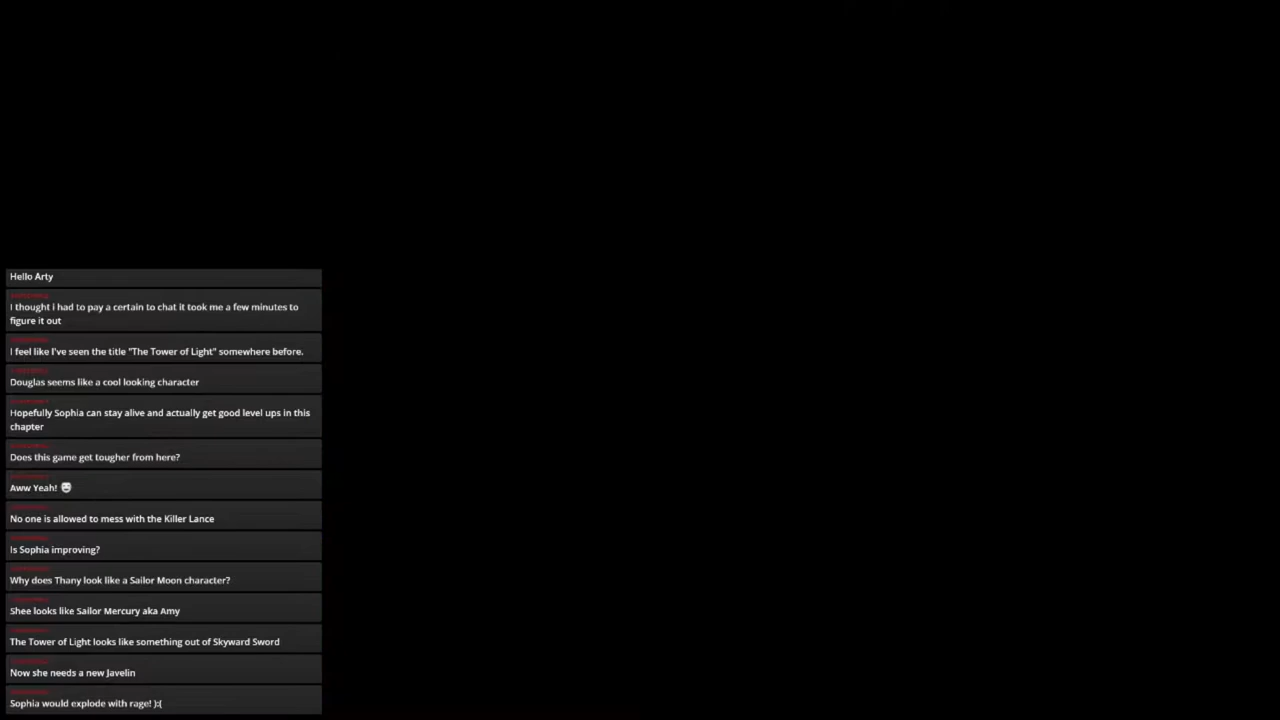 Hello Arty
I thought i had to pay a certain to chat it took me a few minutes to
figure it out
I feel like I've seen the title "The Tower of Light" somewhere before.
Douglas seems like a cool looking character
Hopefully Sophia can stay alive and actually get good level ups in this
chapter
Does this game get tougher from here?
Aww Yeah!
No one is allowed to mess with the Killer Lance
Is Sophia improving?
Why does Thany look like a Sailor Moon character?
Shee looks like Sailor Mercury aka Amy
The Tower of Light looks like something out of Skyward Sword
Now she needs a new Javelin
Sophia would explode with rage! ):(